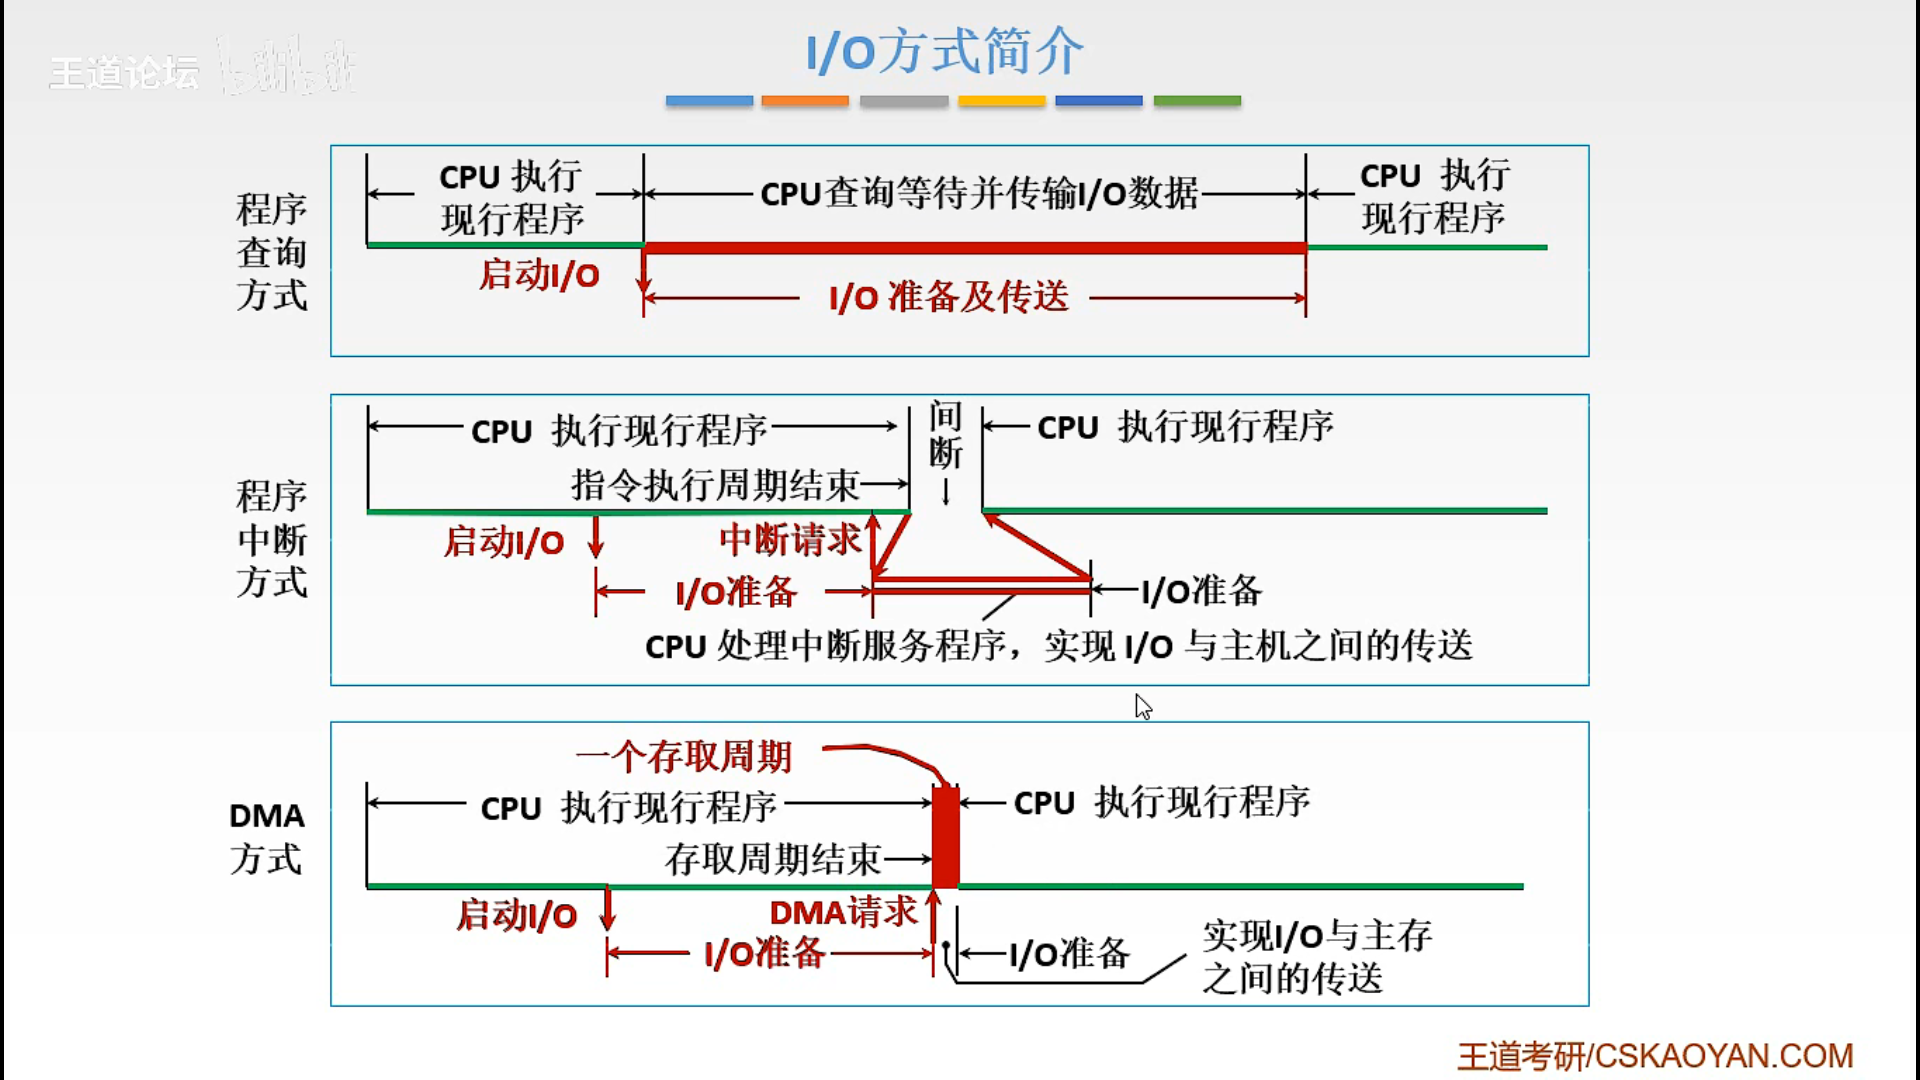 王道论坛 bilibili
I/O方式简介
程序
查询
方式
CPU 执行
现行程序
CPU查询等待并传输I/O数据
CPU 执行
现行程序
启动I/O
I/O 准备及传送
程序
中断
方式
CPU 执行现行程序
间
断
CPU 执行现行程序
指令执行周期结束
启动I/O
中断请求
I/O准备
I/O准备
CPU 处理中断服务程序，实现 I/O 与主机之间的传送
DMA
方式
一个存取周期
CPU 执行现行程序
CPU 执行现行程序
存取周期结束
启动I/O
DMA请求
I/O准备
I/O准备
实现I/O与主存
之间的传送
王道考研/CSKAOYAN.COM